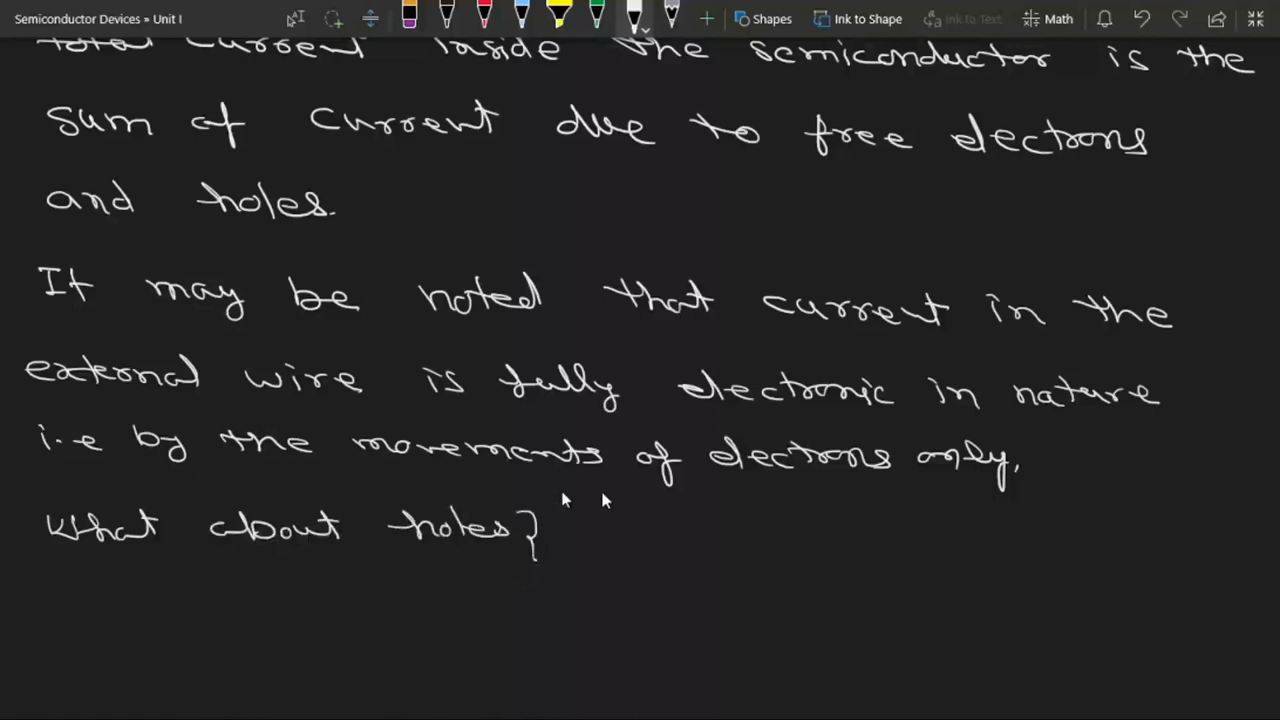 Semiconductor Devices » Unit I
Shapes
Ink to Shape
Ink to Text
Math
total current inside the semiconductor is the
sum of current due to free electrons
and holes.
It may be noted that current in the
external wire is fully electronic in nature
i.e by the movements of electrons only.
What about holes?